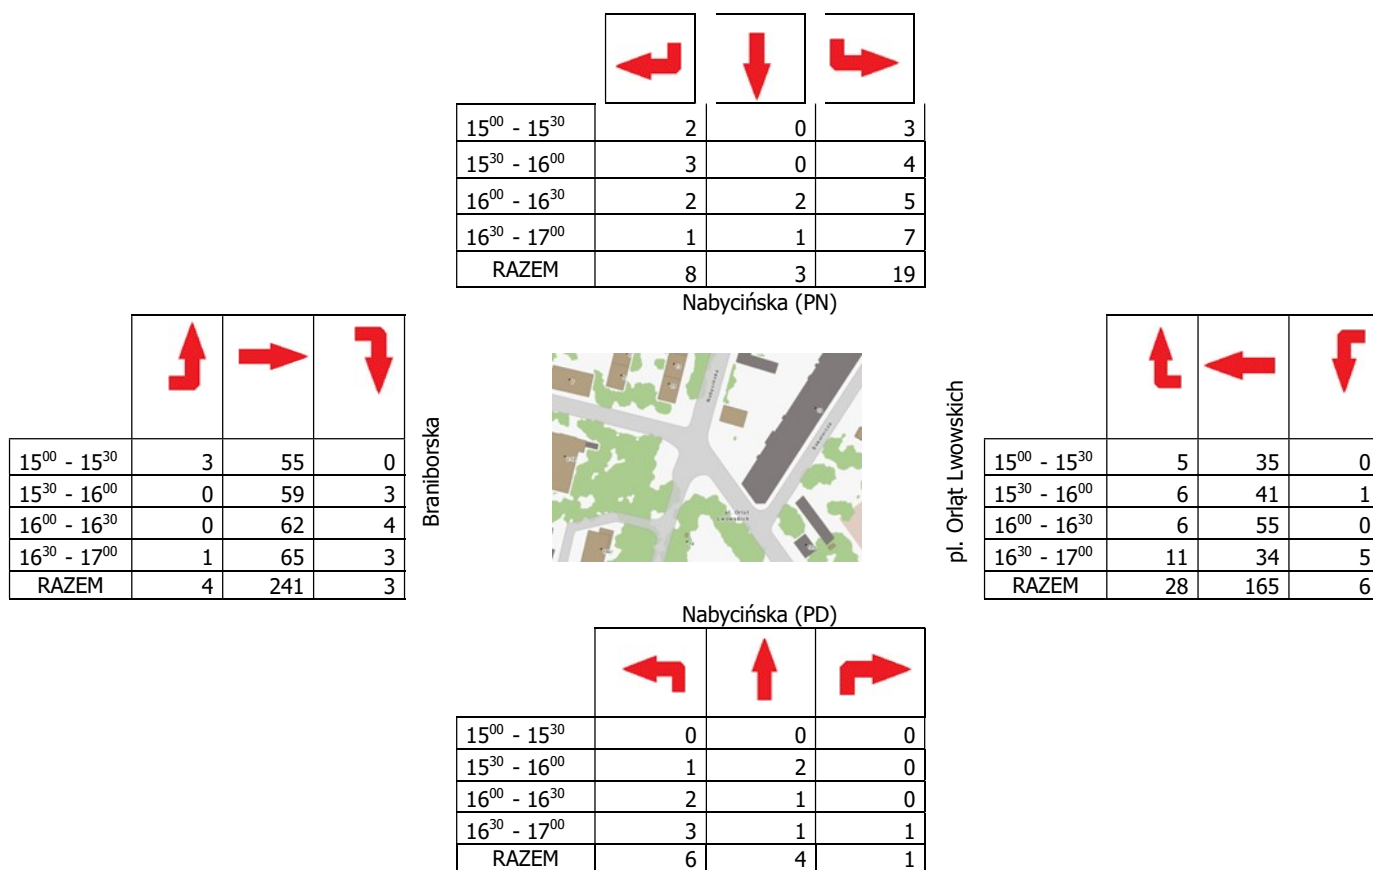 15⁰⁰ - 15³⁰ 2 0 3
15³⁰ - 16⁰⁰ 3 0 4
16⁰⁰ - 16³⁰ 2 2 5
16³⁰ - 17⁰⁰ 1 1 7
RAZEM 8 3 19
Nabycińska (PN)
15⁰⁰ - 15³⁰ 3 55 0
15³⁰ - 16⁰⁰ 0 59 3
16⁰⁰ - 16³⁰ 0 62 4
16³⁰ - 17⁰⁰ 1 65 3
RAZEM 4 241 3
Braniborska
Nabycińska
pl. Orląt
Lwowskich
pl. Orląt Lwowskich
15⁰⁰ - 15³⁰ 5 35 0
15³⁰ - 16⁰⁰ 6 41 1
16⁰⁰ - 16³⁰ 6 55 0
16³⁰ - 17⁰⁰ 11 34 5
RAZEM 28 165 6
Nabycińska (PD)
15⁰⁰ - 15³⁰ 0 0 0
15³⁰ - 16⁰⁰ 1 2 0
16⁰⁰ - 16³⁰ 2 1 0
16³⁰ - 17⁰⁰ 3 1 1
RAZEM 6 4 1